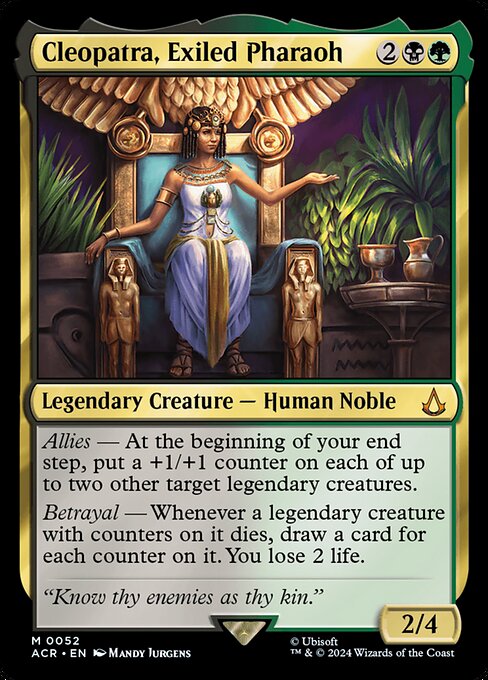 Cleopatra, Exiled Pharaoh 2
Legendary Creature — Human Noble
Allies — At the beginning of your end
step, put a +1/+1 counter on each of up
to two other target legendary creatures.
Betrayal — Whenever a legendary creature
with counters on it dies, draw a card for
each counter on it. You lose 2 life.
“Know thy enemies as thy kin.”
2/4
M 0052
ACR • EN Mandy Jurgens
© Ubisoft
™ & © 2024 Wizards of the Coast